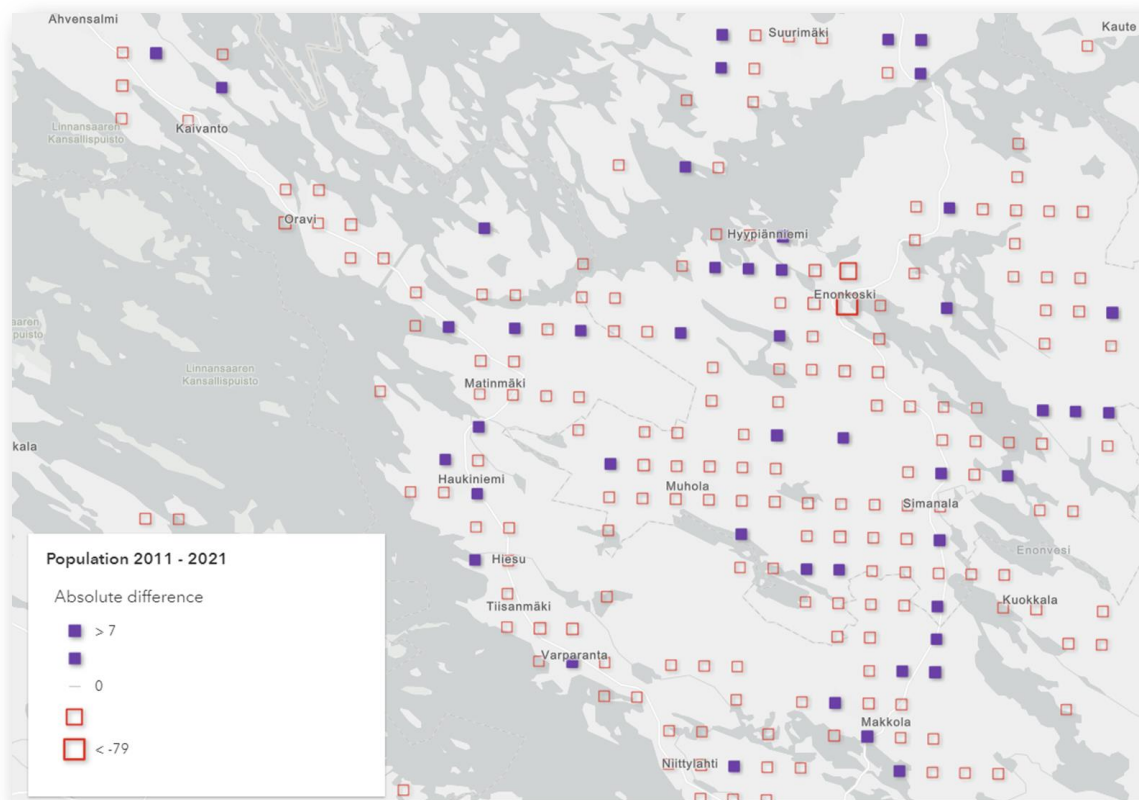 Ahvensalmi
Suurimäki
Kaute
Linnansaaren
Kansallispuisto
Kaivanto
Oravi
Hyypiänniemi
Enonkoski
aaren
puisto
Linnansaaren
Kansallispuisto
Matinmäki
kala
Haukiniemi
Muhola
Simanala
Enonvesi
Hiesu
Kuokkala
Tiisanmäki
Varparanta
Makkola
Niittylahti
Population 2011 - 2021
Absolute difference
> 7
0
< -79